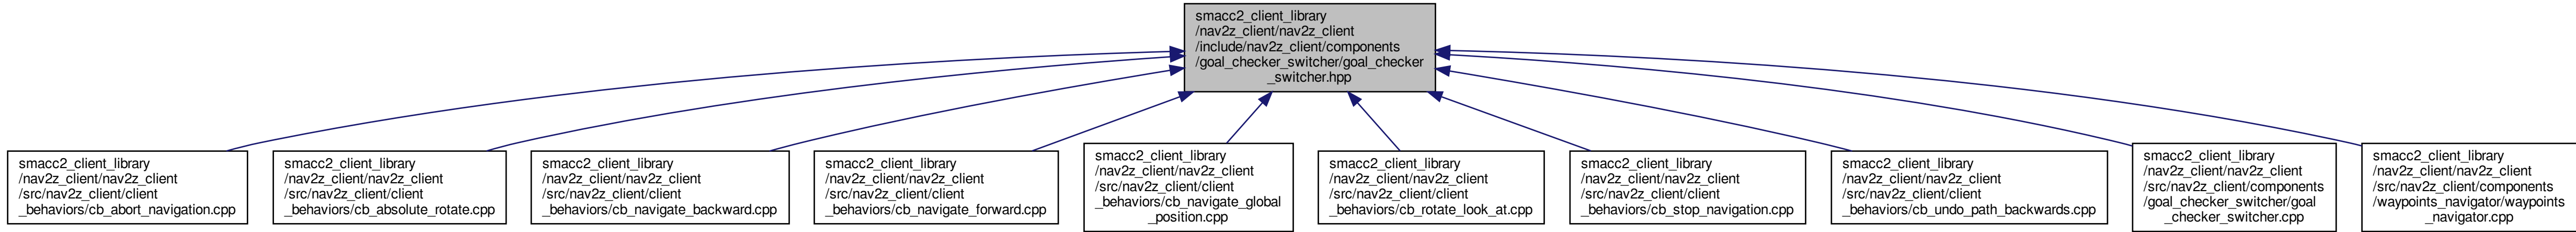 smacc2_client_library
/nav2z_client/nav2z_client
/include/nav2z_client/components
/goal_checker_switcher/goal_checker
_switcher.hpp
smacc2_client_library
/nav2z_client/nav2z_client
/src/nav2z_client/client
_behaviors/cb_abort_navigation.cpp
smacc2_client_library
/nav2z_client/nav2z_client
/src/nav2z_client/client
_behaviors/cb_absolute_rotate.cpp
smacc2_client_library
/nav2z_client/nav2z_client
/src/nav2z_client/client
_behaviors/cb_navigate_backward.cpp
smacc2_client_library
/nav2z_client/nav2z_client
/src/nav2z_client/client
_behaviors/cb_navigate_forward.cpp
smacc2_client_library
/nav2z_client/nav2z_client
/src/nav2z_client/client
_behaviors/cb_navigate_global
_position.cpp
smacc2_client_library
/nav2z_client/nav2z_client
/src/nav2z_client/client
_behaviors/cb_rotate_look_at.cpp
smacc2_client_library
/nav2z_client/nav2z_client
/src/nav2z_client/client
_behaviors/cb_stop_navigation.cpp
smacc2_client_library
/nav2z_client/nav2z_client
/src/nav2z_client/client
_behaviors/cb_undo_path_backwards.cpp
smacc2_client_library
/nav2z_client/nav2z_client
/src/nav2z_client/components
/goal_checker_switcher/goal
_checker_switcher.cpp
smacc2_client_library
/nav2z_client/nav2z_client
/src/nav2z_client/components
/waypoints_navigator/waypoints
_navigator.cpp